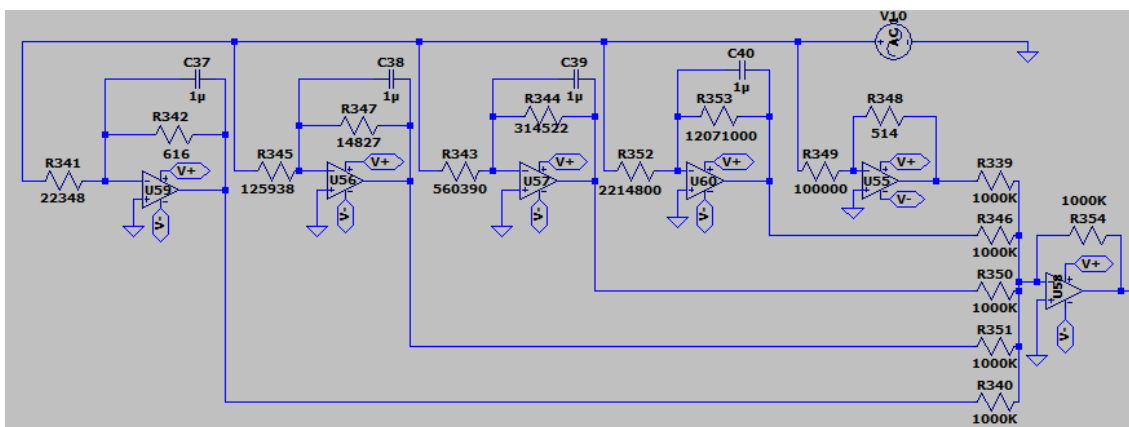 V10
AC
C37
1µ
R342
616
R341
22348
V+
U59
V-
C38
1µ
R347
14827
R345
125938
V+
U56
V-
C39
1µ
R344
314522
R343
560390
V+
U57
V-
C40
1µ
R353
12071000
R352
2214800
V+
U60
V-
R348
514
R349
100000
V+
U55
V-
R339
1000K
R346
1000K
R350
1000K
R351
1000K
R340
1000K
1000K
R354
V+
U58
V-